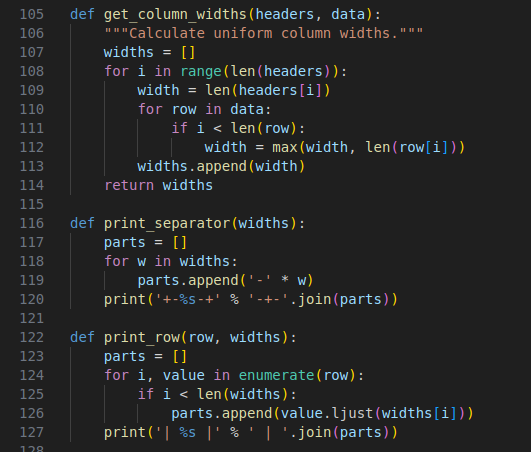 105 def get_column_widths(headers, data):
106     """Calculate uniform column widths."""
107     widths = []
108     for i in range(len(headers)):
109         width = len(headers[i])
110         for row in data:
111             if i < len(row):
112                 width = max(width, len(row[i]))
113         widths.append(width)
114     return widths
115
116 def print_separator(widths):
117     parts = []
118     for w in widths:
119         parts.append('-' * w)
120     print('+-%s-+' % '-+-'.join(parts))
121
122 def print_row(row, widths):
123     parts = []
124     for i, value in enumerate(row):
125         if i < len(widths):
126             parts.append(value.ljust(widths[i]))
127     print('| %s |' % ' | '.join(parts))
128